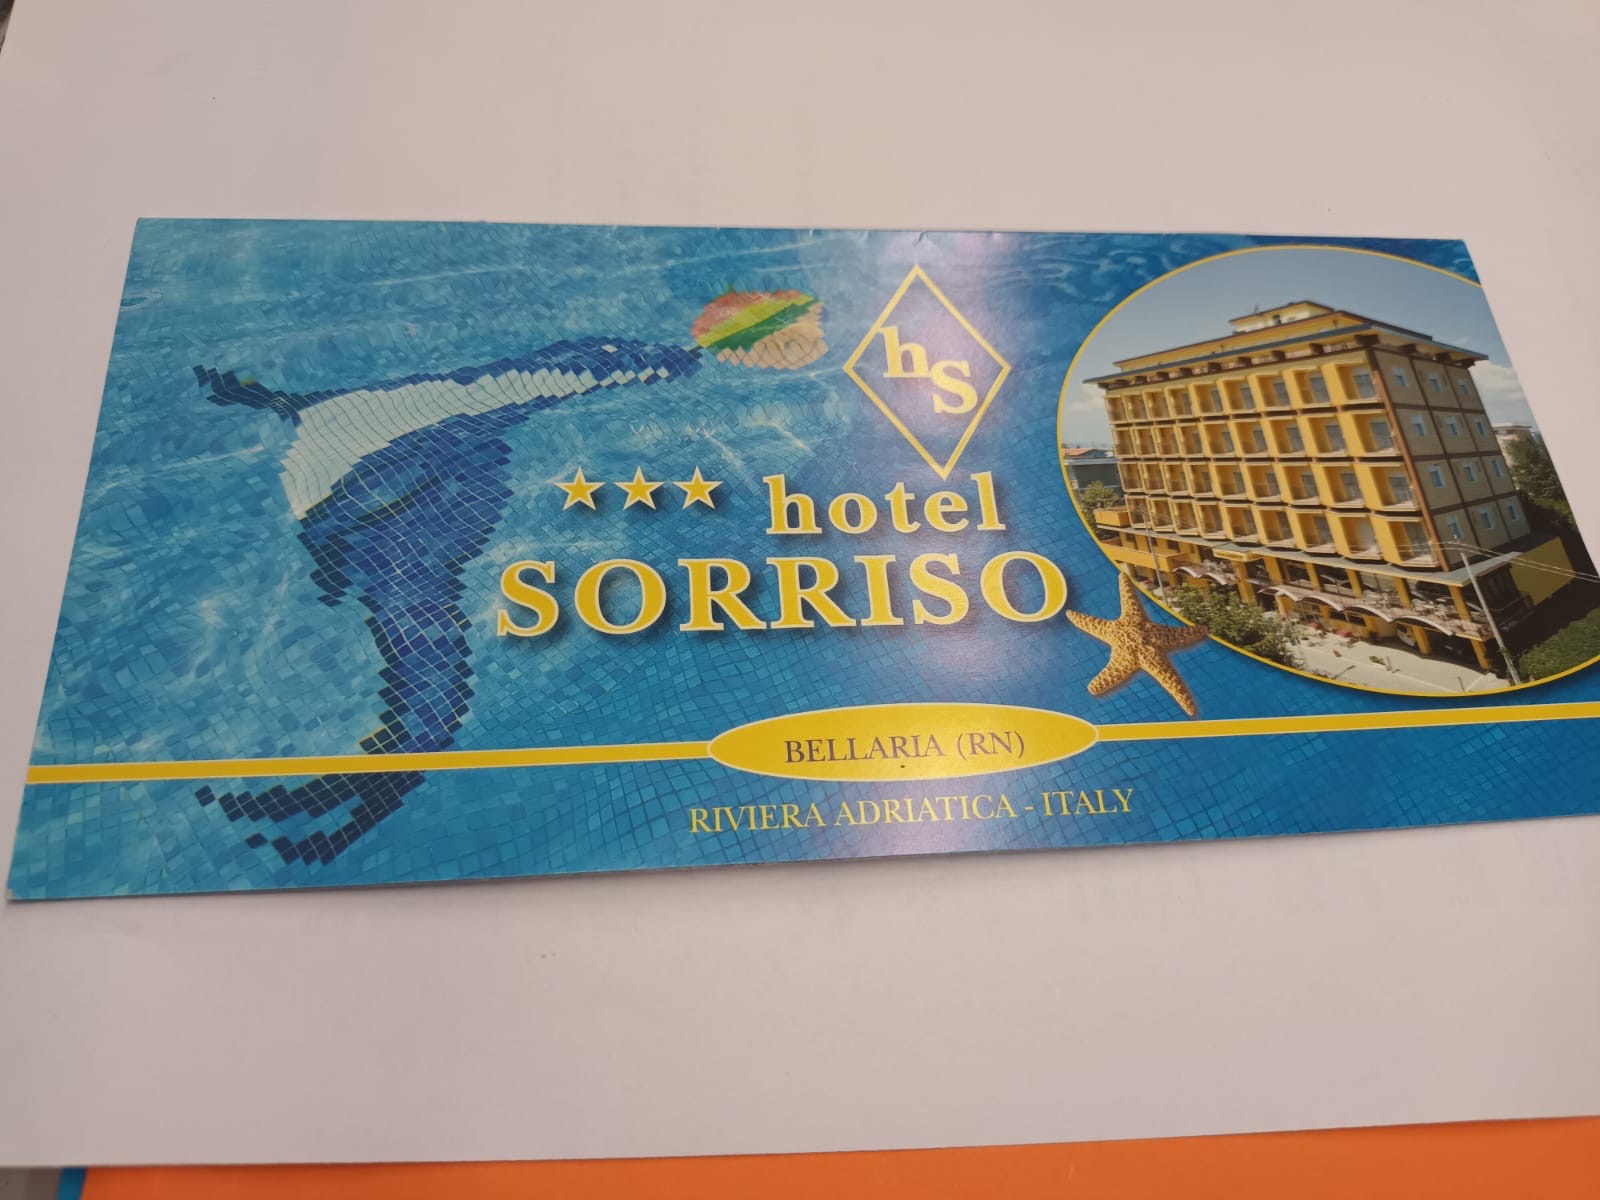 hS
hotel
SORRISO
BELLARIA (RN)
RIVIERA ADRIATICA - ITALY